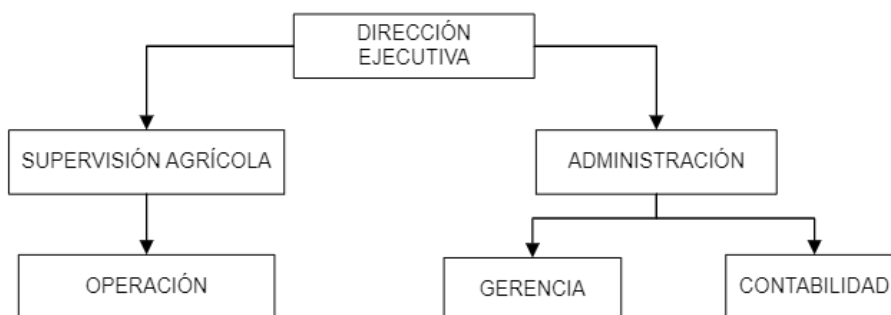 DIRECCIÓN
EJECUTIVA
SUPERVISIÓN AGRÍCOLA
ADMINISTRACIÓN
OPERACIÓN
GERENCIA
CONTABILIDAD